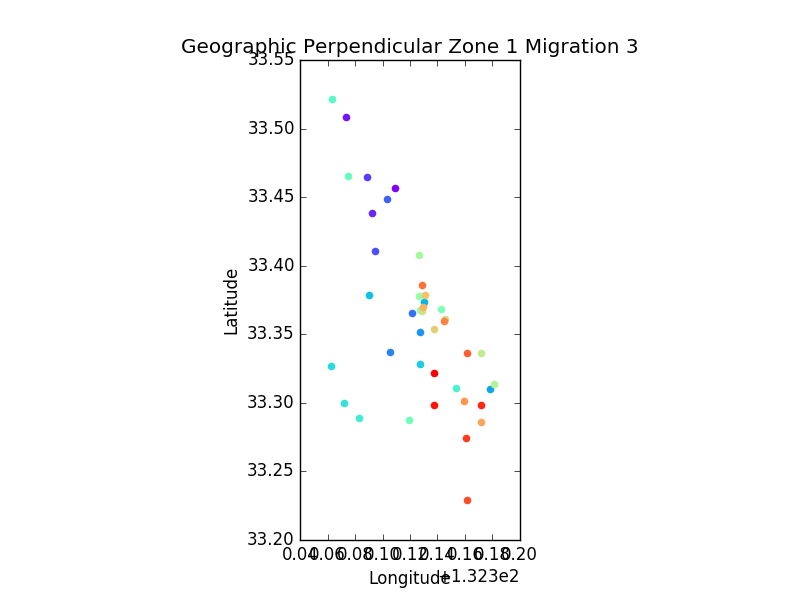 Geographic Perpendicular Zone 1 Migration 3
33.55
33.50
33.45
33.40
33.35
33.30
33.25
33.20
Latitude
0.04 0.06 0.08 0.10 0.12 0.14 0.16 0.18 0.20
Longitude
+1.323e2